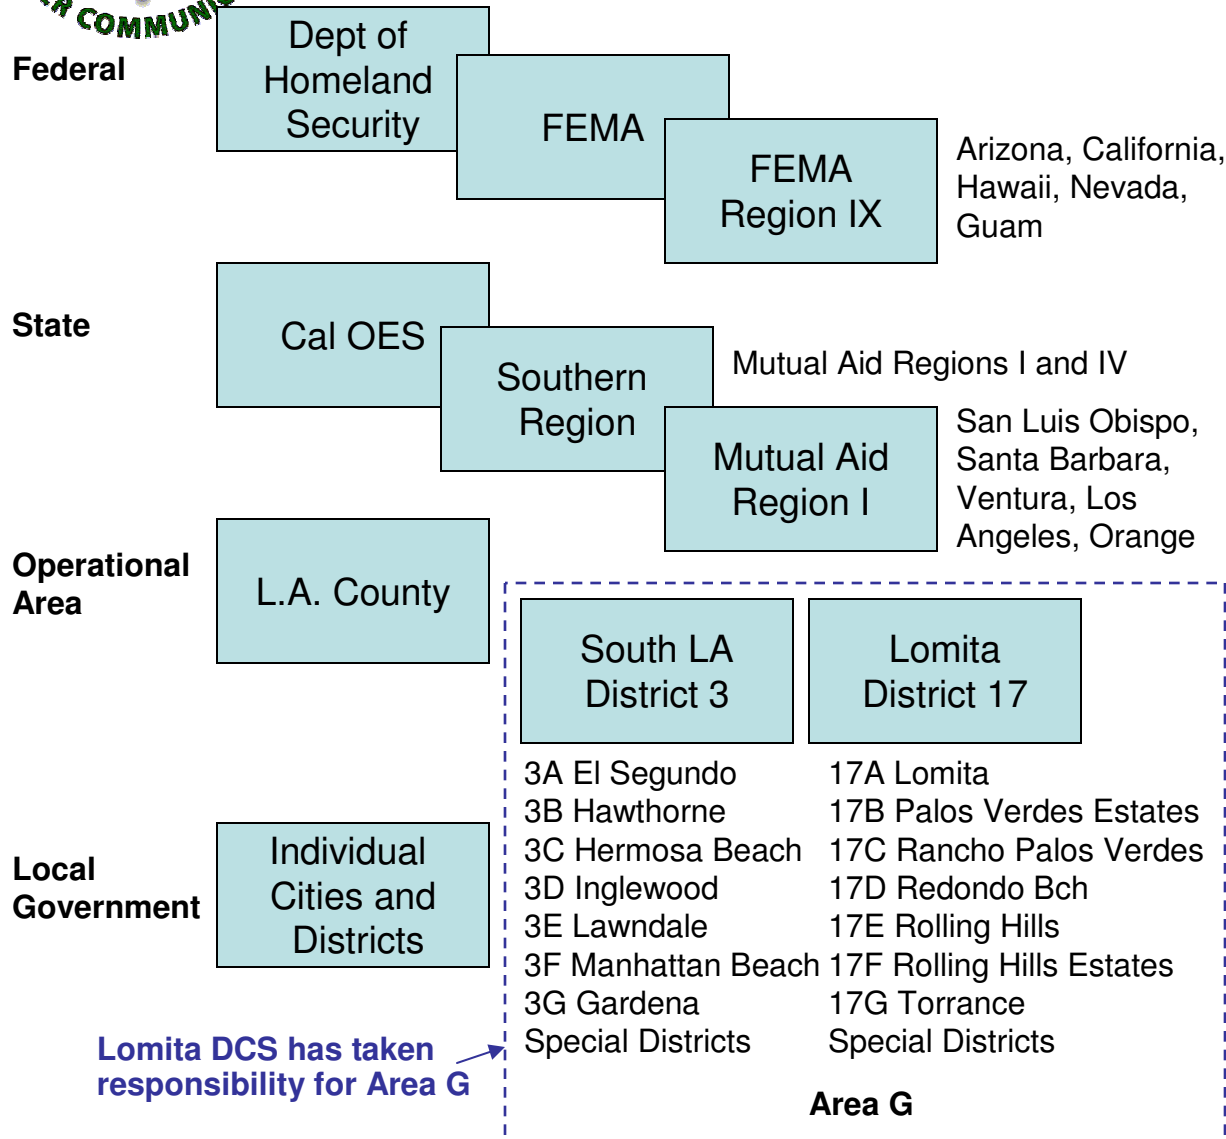 COMMUNI
Federal
Dept of
Homeland
Security
FEMA
FEMA
Region IX
Arizona, California,
Hawaii, Nevada,
Guam
State
Cal OES
Southern
Region
Mutual Aid Regions I and IV
Mutual Aid
Region I
San Luis Obispo,
Santa Barbara,
Ventura, Los
Angeles, Orange
Operational
Area
L.A. County
South LA
District 3
Lomita
District 17
3A El Segundo
3B Hawthorne
3C Hermosa Beach
3D Inglewood
3E Lawndale
3F Manhattan Beach
3G Gardena
Special Districts
17A Lomita
17B Palos Verdes Estates
17C Rancho Palos Verdes
17D Redondo Bch
17E Rolling Hills
17F Rolling Hills Estates
17G Torrance
Special Districts
Local
Government
Individual
Cities and
Districts
Lomita DCS has taken
responsibility for Area G
Area G